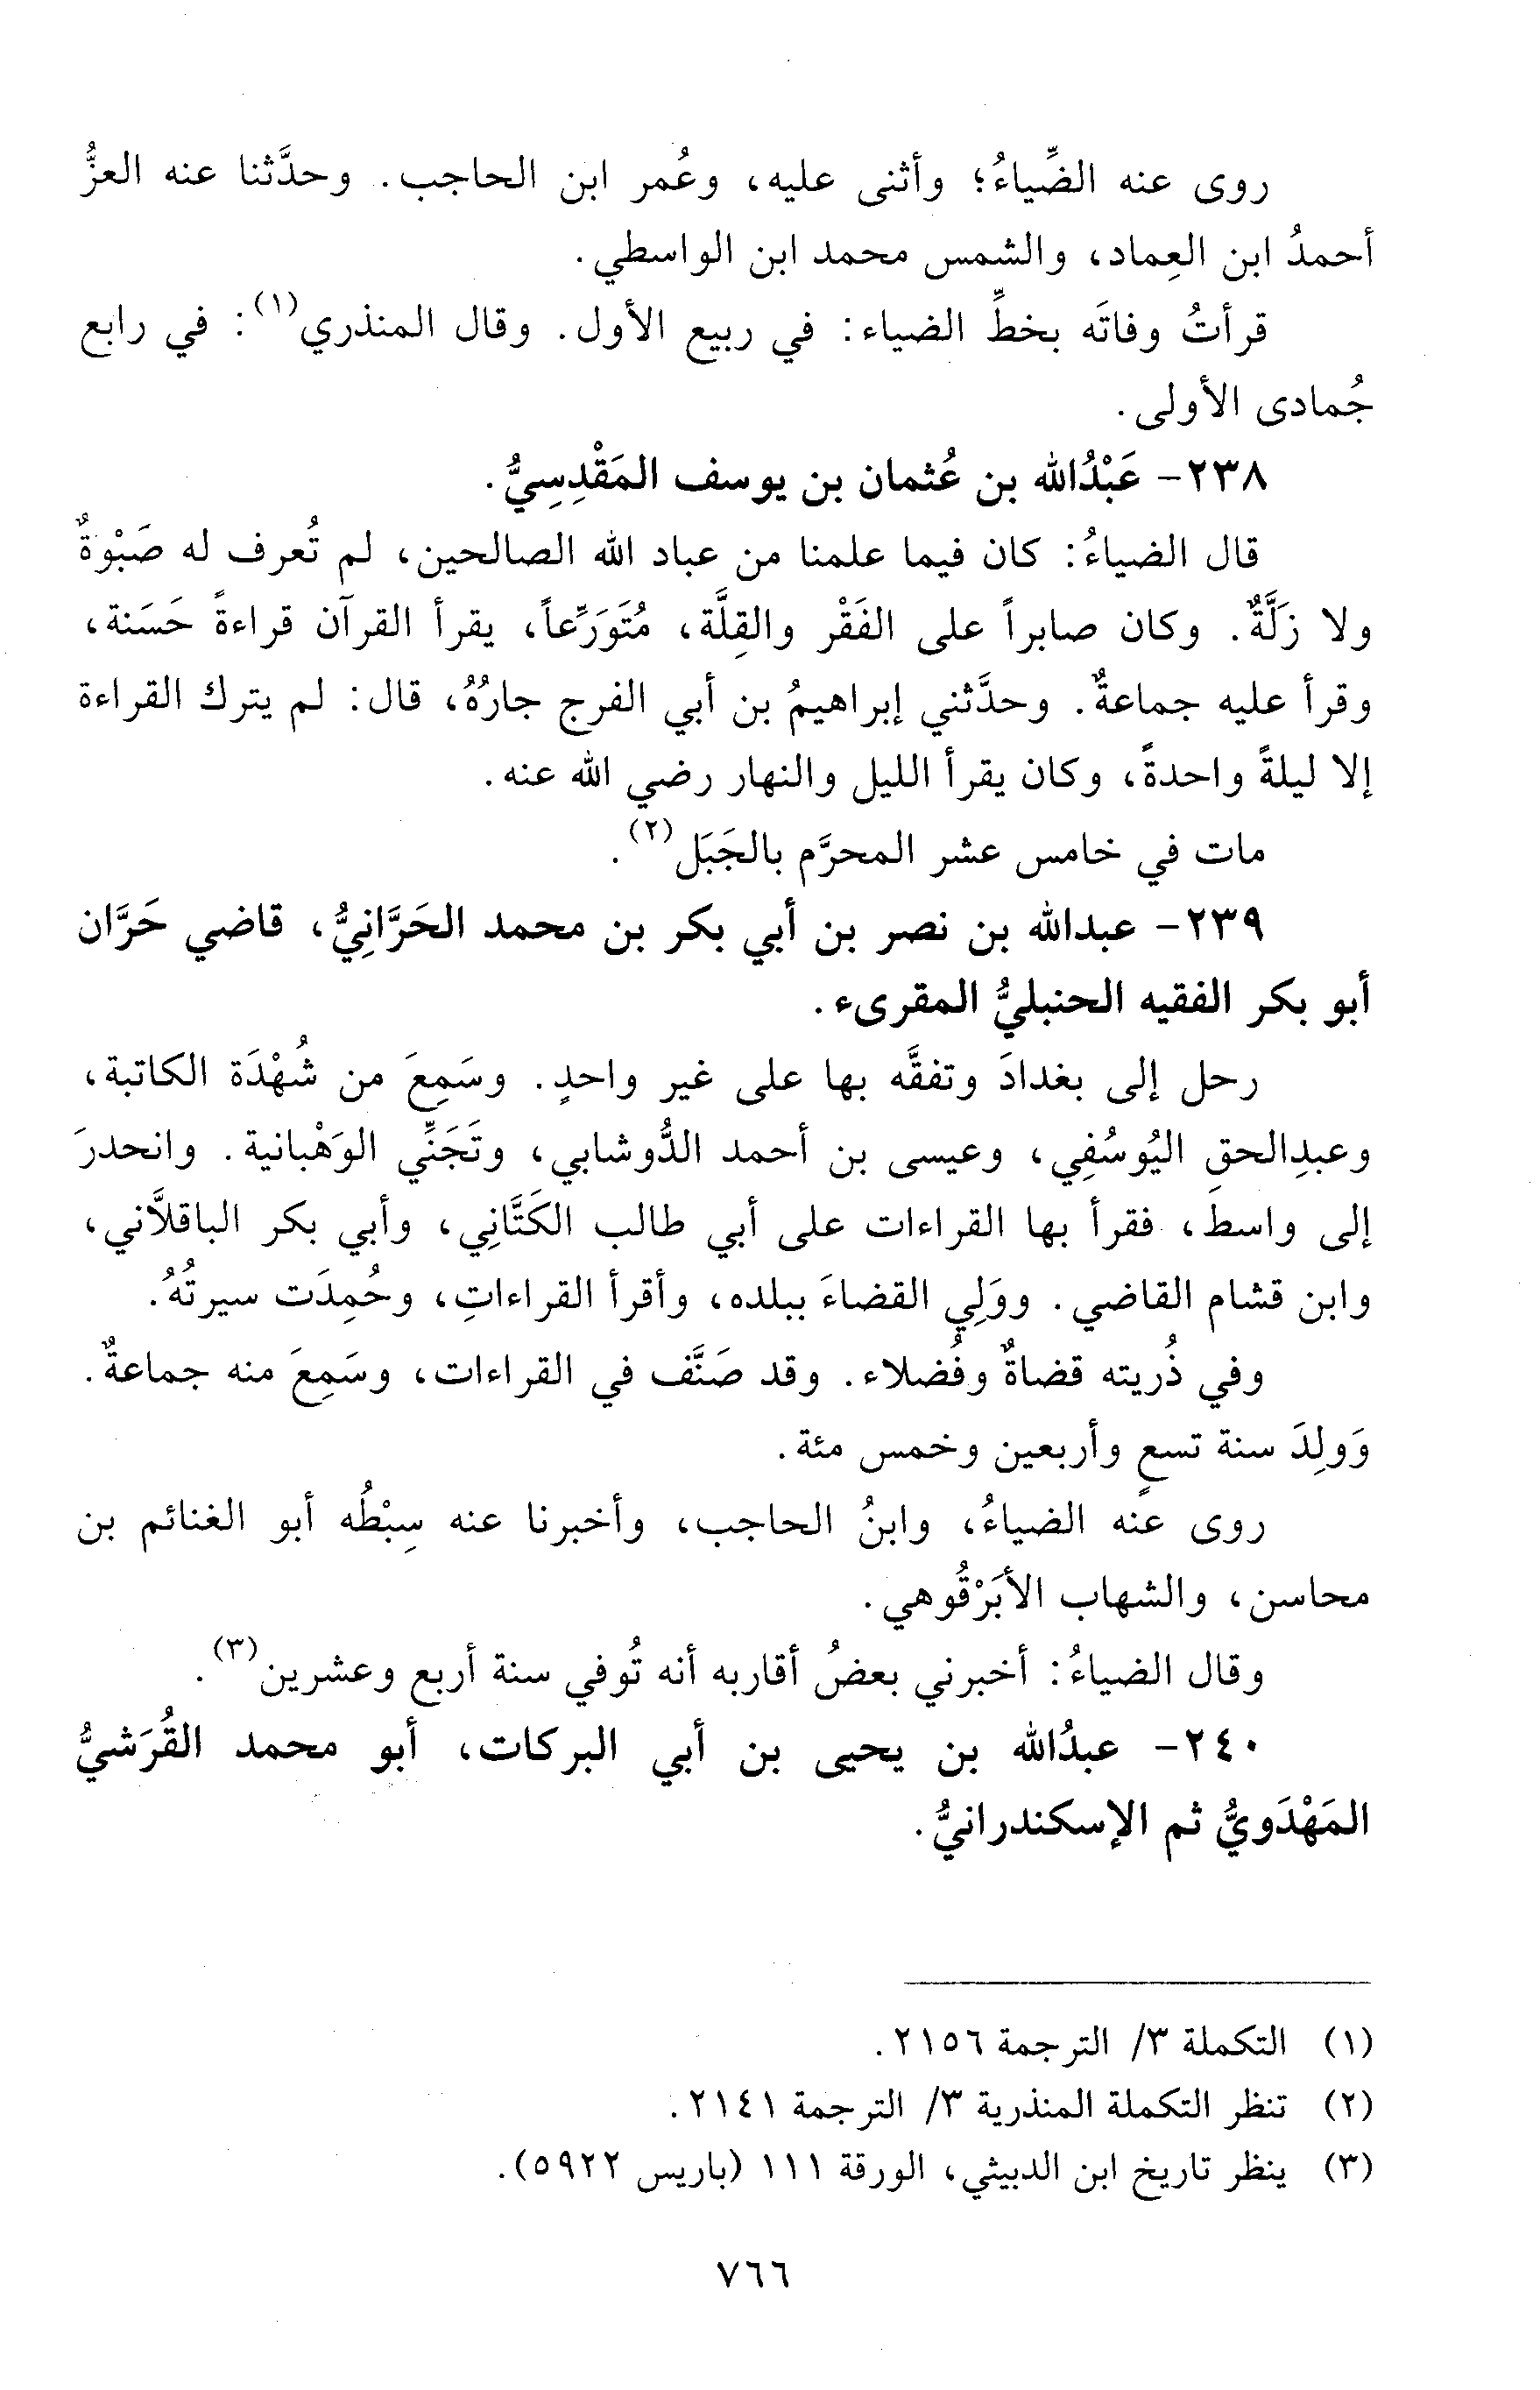 روى عنه الضِّياءُ؛ وأثنى عليه، وعُمر ابن الحاجب. وحدَّثنا عنه العزُّ
أحمدُ ابن العِماد، والشمس محمد ابن الواسطي.
قرأتُ وفاتَه بخطِّ الضياء: في ربيع الأول. وقال المنذري(١): في رابع
جُمادى الأولى.
٢٣٨- عَبْدُالله بن عُثمان بن يوسف المَقْدِسِيُّ.
قال الضياءُ: كان فيما علمنا من عباد الله الصالحين، لم تُعرف له صَبْوَةٌ
ولا زَلَّةٌ. وكان صابراً على الفَقْر والقِلَّة، مُتَوَرِّعاً، يقرأ القرآن قراءةً حَسَنة،
وقرأ عليه جماعةٌ. وحدَّثني إبراهيمُ بن أبي الفرج جارُهُ، قال: لم يترك القراءة
إلا ليلةً واحدةً، وكان يقرأ الليل والنهار رضي الله عنه.
مات في خامس عشر المحرَّم بالجَبَل(٢).
٢٣٩- عبدالله بن نصر بن أبي بكر بن محمد الحَرَّانِيُّ، قاضي حَرَّان
أبو بكر الفقيه الحنبليُّ المقرىء.
رحل إلى بغدادَ وتفقَّه بها على غير واحدٍ. وسَمِعَ من شُهْدَة الكاتبة،
وعبدِالحقِ اليُوسُفِي، وعيسى بن أحمد الدُّوشابي، وتَجَنِّي الوَهْبانية. وانحدرَ
إلى واسطَ، فقرأ بها القراءات على أبي طالب الكَتَّانِي، وأبي بكر الباقلاَّني،
وابن قشام القاضي. ووَلِي القضاءَ ببلده، وأقرأ القراءاتِ، وحُمِدَت سيرتُهُ.
وفي ذُريته قضاةٌ وفُضلاء. وقد صَنَّف في القراءات، وسَمِعَ منه جماعةٌ.
وَولِدَ سنة تسعٍ وأربعين وخمس مئة.
روى عنه الضياءُ، وابنُ الحاجب، وأخبرنا عنه سِبْطُه أبو الغنائم بن
محاسن، والشهاب الأبَرْقُوهي.
وقال الضياءُ: أخبرني بعضُ أقاربه أنه تُوفي سنة أربع وعشرين(٣).
٢٤٠- عبدُالله بن يحيى بن أبي البركات، أبو محمد القُرَشيُّ
المَهْدَويُّ ثم الإسكندرانيُّ.
(١) التكملة ٣/ الترجمة ٢١٥٦.
(٢) تنظر التكملة المنذرية ٣/ الترجمة ٢١٤١.
(٣) ينظر تاريخ ابن الدبيثي، الورقة ١١١ (باريس ٥٩٢٢).
٧٦٦